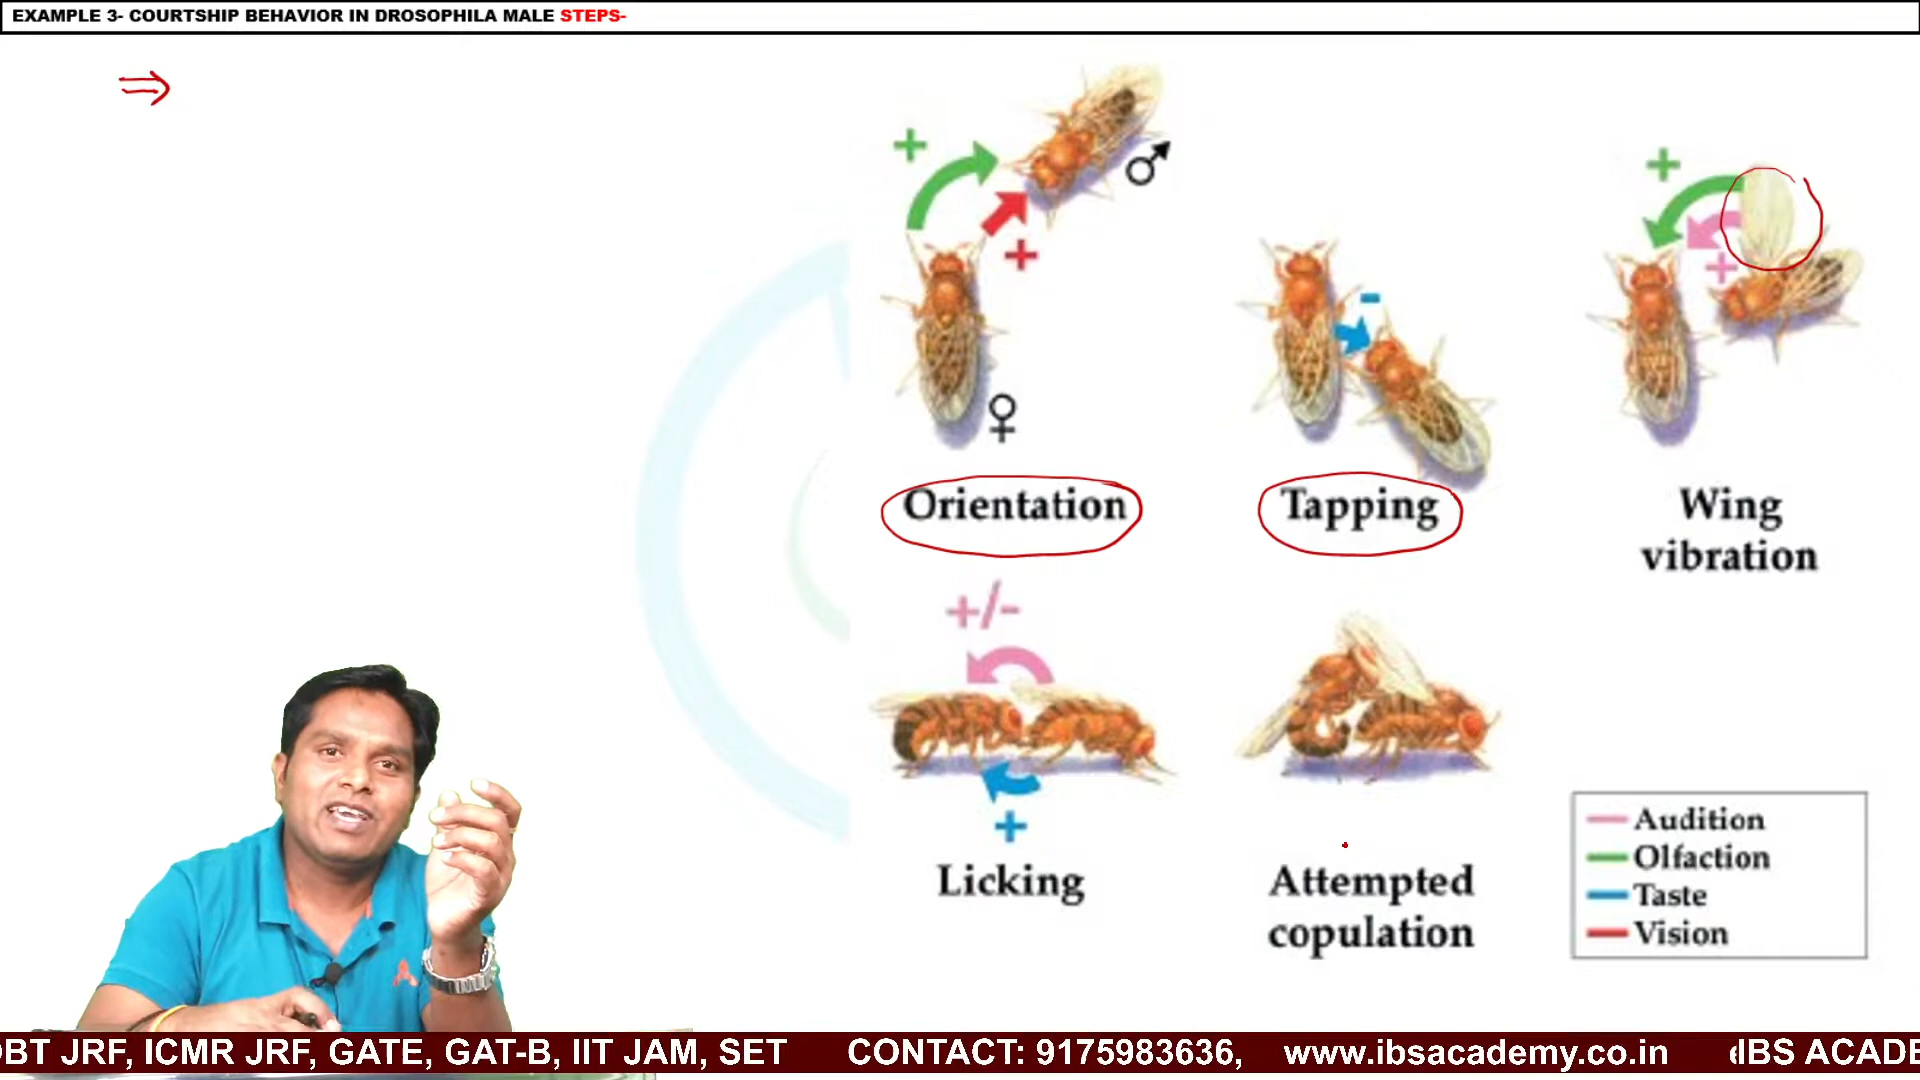 EXAMPLE 3- COURTSHIP BEHAVIOR IN DROSOPHILA MALE STEPS-
+
+
♂
♀
Orientation
-
Tapping
+
+
Wing
vibration
+/-
+
Licking
Attempted
copulation
Audition
Olfaction
Taste
Vision
DBT JRF, ICMR JRF, GATE, GAT-B, IIT JAM, SET CONTACT: 9175983636, www.ibsacademy.co.in IBS ACADE